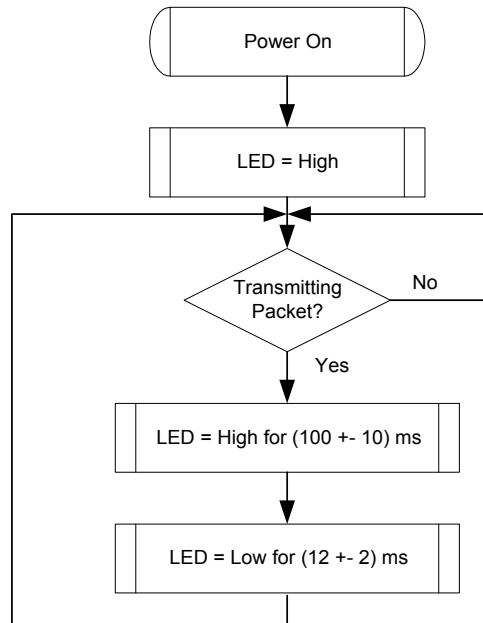 Power On
LED = High
Transmitting
Packet?
No
Yes
LED = High for (100 +- 10) ms
LED = Low for (12 +- 2) ms